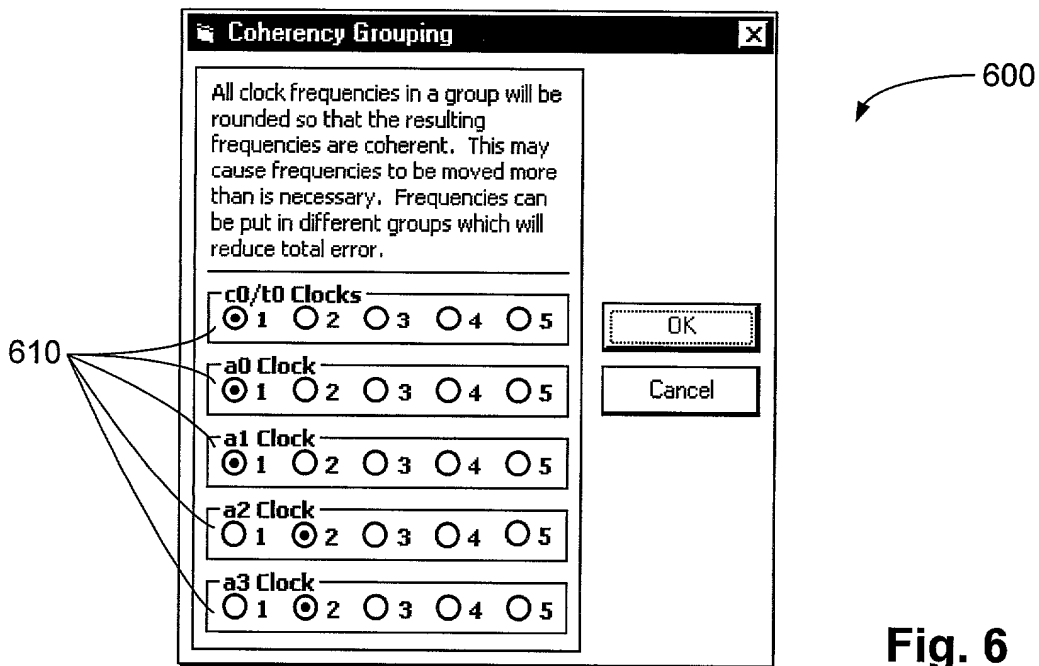 Coherency Grouping
600
All clock frequencies in a group will be
rounded so that the resulting
frequencies are coherent. This may
cause frequencies to be moved more
than is necessary. Frequencies can
be put in different groups which will
reduce total error.
c0/t0 Clocks
1 2 3 4 5
OK
610
a0 Clock
1 2 3 4 5
Cancel
a1 Clock
1 2 3 4 5
a2 Clock
1 2 3 4 5
a3 Clock
1 2 3 4 5
Fig. 6